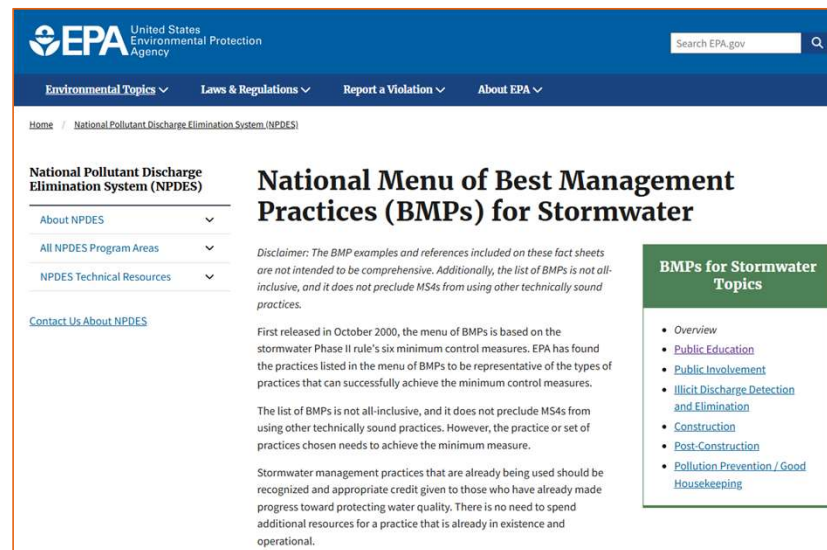 EPA United States
Environmental Protection
Agency
Search EPA.gov
Environmental Topics
Laws & Regulations
Report a Violation
About EPA
Home / National Pollutant Discharge Elimination System (NPDES)
National Pollutant Discharge
Elimination System (NPDES)
About NPDES
All NPDES Program Areas
NPDES Technical Resources
Contact Us About NPDES
National Menu of Best Management
Practices (BMPs) for Stormwater
Disclaimer: The BMP examples and references included on these fact sheets
are not intended to be comprehensive. Additionally, the list of BMPs is not all-
inclusive, and it does not preclude MS4s from using other technically sound
practices.
First released in October 2000, the menu of BMPs is based on the
stormwater Phase II rule's six minimum control measures. EPA has found
the practices listed in the menu of BMPs to be representative of the types of
practices that can successfully achieve the minimum control measures.
The list of BMPs is not all-inclusive, and it does not preclude MS4s from
using other technically sound practices. However, the practice or set of
practices chosen needs to achieve the minimum measure.
Stormwater management practices that are already being used should be
recognized and appropriate credit given to those who have already made
progress toward protecting water quality. There is no need to spend
additional resources for a practice that is already in existence and
operational.
BMPs for Stormwater
Topics
• Overview
• Public Education
• Public Involvement
• Illicit Discharge Detection
and Elimination
• Construction
• Post-Construction
• Pollution Prevention / Good
Housekeeping